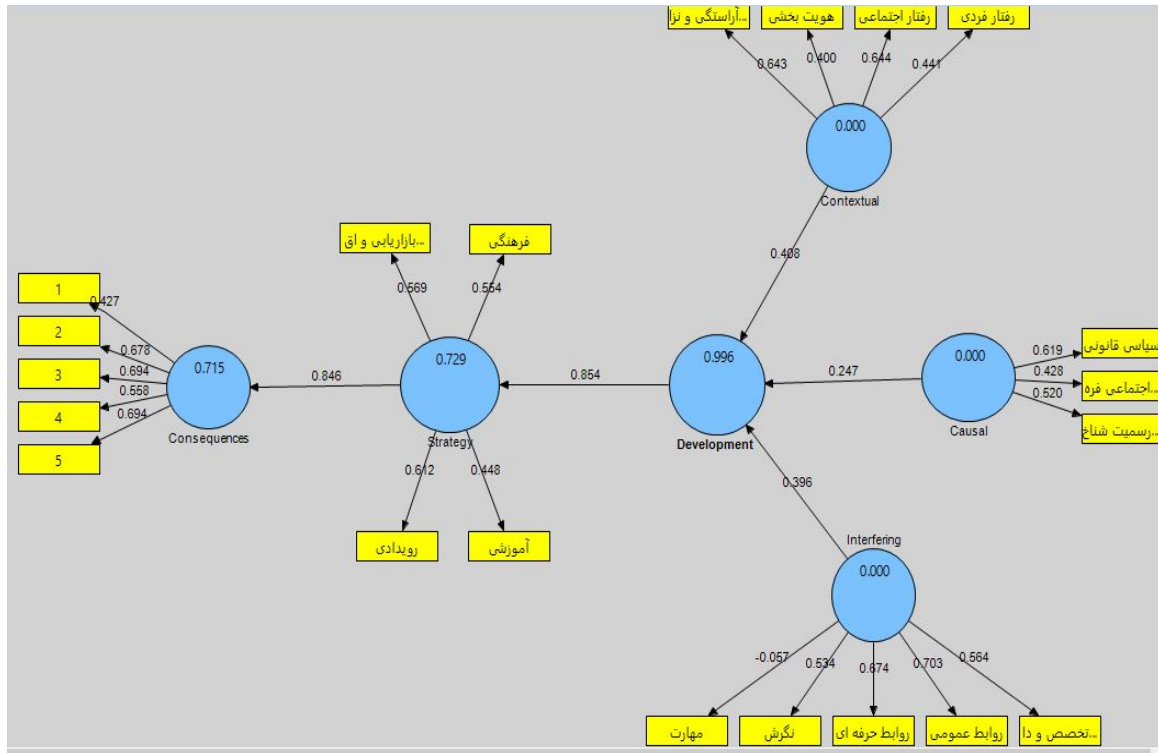 آراستگی و نزا...
هویت بخشی
رفتار اجتماعی
رفتار فردی
0.643
0.400
0.644
0.441
0.000
Contextual
0.408
بازاریابی و اق...
فرهنگی
0.569
0.554
0.729
Strategy
0.612
0.448
رویدادی
آموزشی
1
2
3
4
5
0.427
0.678
0.694
0.558
0.694
0.715
Consequences
0.846
0.854
0.996
Development
0.247
0.000
Causal
0.619
0.428
0.520
سیاسی قانونی
اجتماعی فره...
رسمیت شناخ...
0.396
Interfering
0.000
-0.057
0.534
0.674
0.703
0.564
مهارت
نگرش
روابط حرفه ای
روابط عمومی
تخصص و دا...